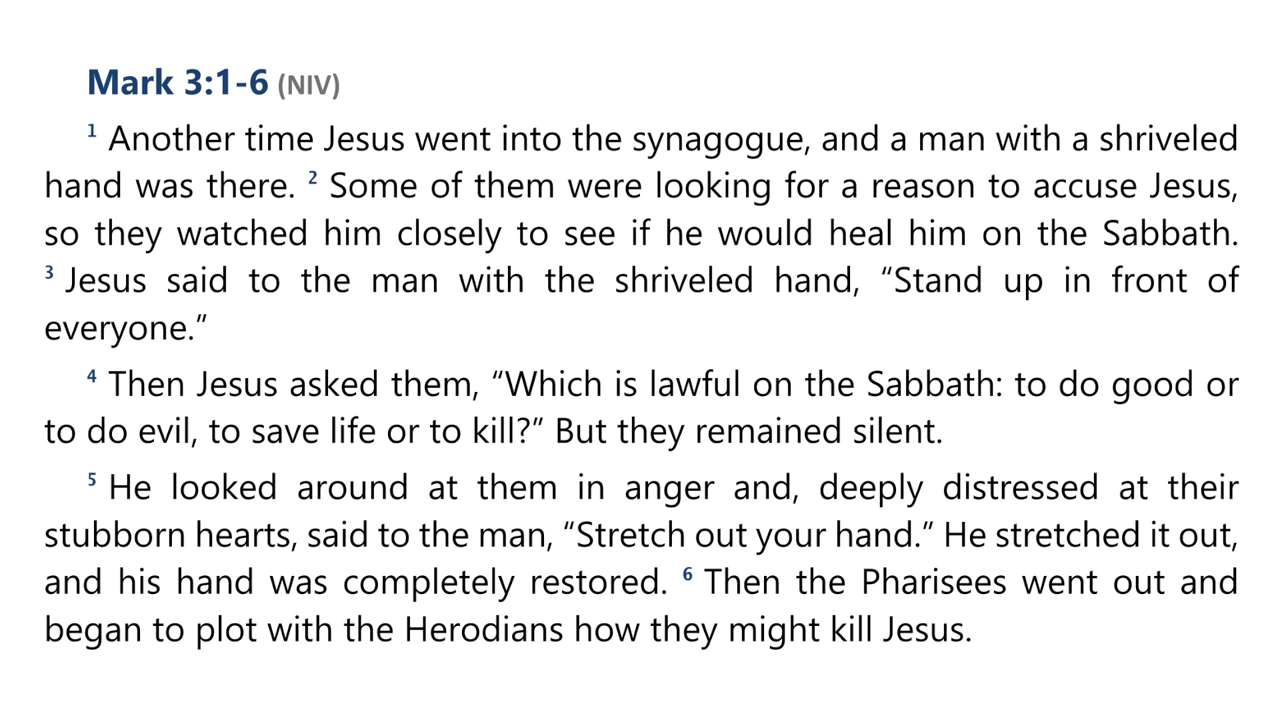 Mark 3:1-6 (NIV)
1 Another time Jesus went into the synagogue, and a man with a shriveled
hand was there. 2 Some of them were looking for a reason to accuse Jesus,
so they watched him closely to see if he would heal him on the Sabbath.
3 Jesus said to the man with the shriveled hand, “Stand up in front of
everyone.”
4 Then Jesus asked them, “Which is lawful on the Sabbath: to do good or
to do evil, to save life or to kill?” But they remained silent.
5 He looked around at them in anger and, deeply distressed at their
stubborn hearts, said to the man, “Stretch out your hand.” He stretched it out,
and his hand was completely restored. 6 Then the Pharisees went out and
began to plot with the Herodians how they might kill Jesus.